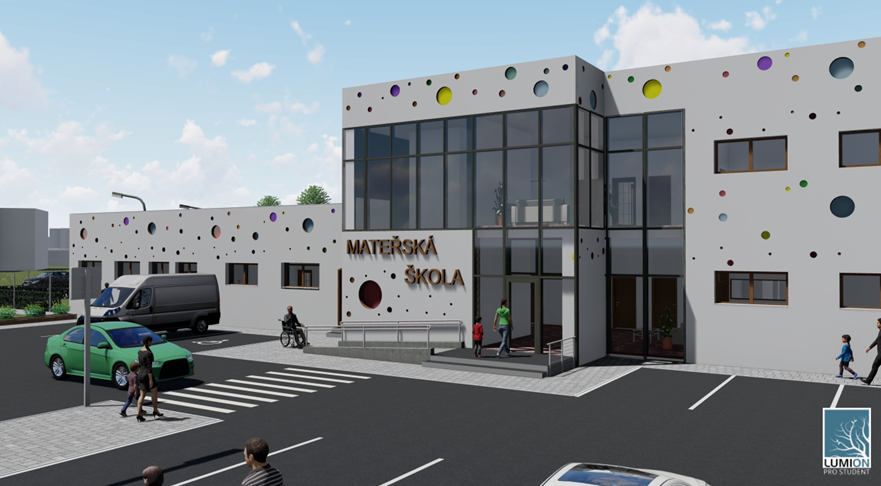 MATEŘSKÁ
ŠKOLA
LUMION
PRO STUDENT